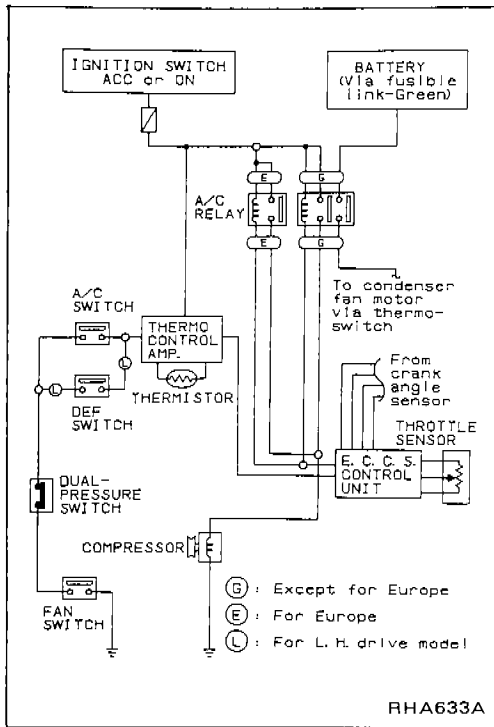 IGNITION SWITCH
ACC or ON
BATTERY
(Via fusible
link-Green)
E
G
A/C
RELAY
E
G
To condenser
fan motor
via thermo-
switch
A/C
SWITCH
THERMO
CONTROL
AMP.
L
L
THERMISTOR
DEF
SWITCH
From
crank
angle
sensor
THROTTLE
SENSOR
E. C. C. S.
CONTROL
UNIT
DUAL-
PRESSURE
SWITCH
COMPRESSOR
FAN
SWITCH
G : Except for Europe
E : For Europe
L : For L. H. drive model
RHA633A